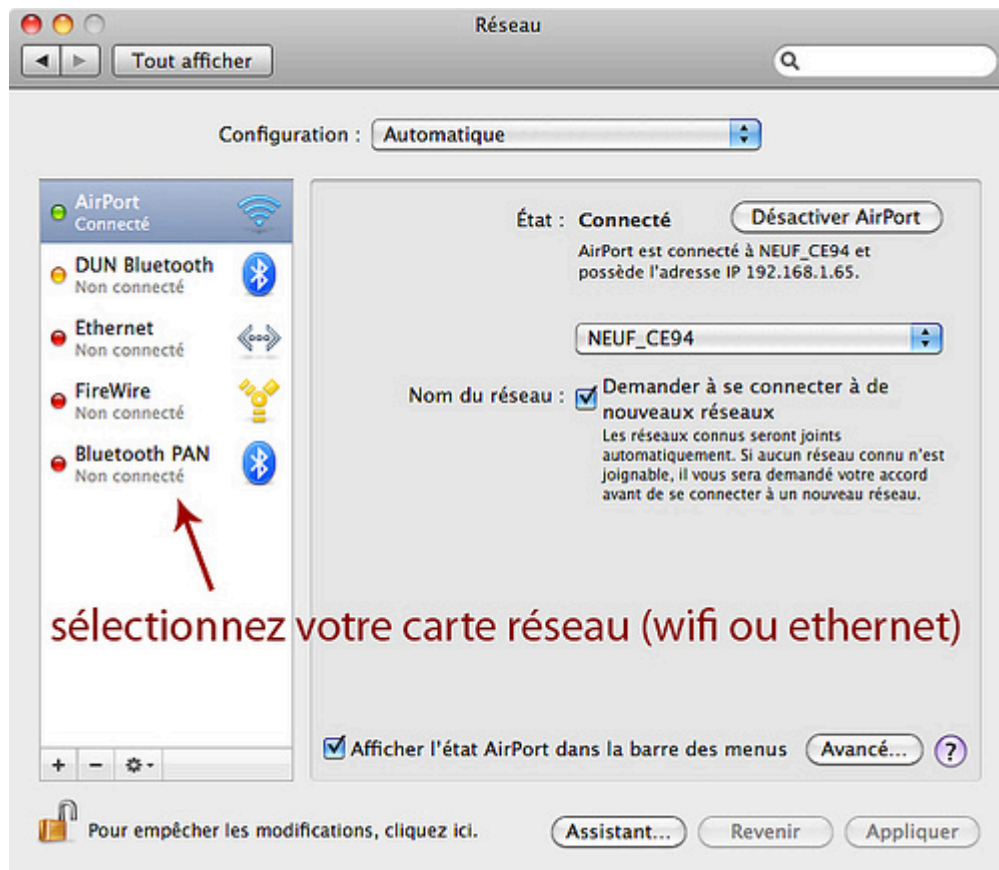 Réseau
Tout afficher
Configuration : Automatique
AirPort
Connecté
DUN Bluetooth
Non connecté
Ethernet
Non connecté
FireWire
Non connecté
Bluetooth PAN
Non connecté
État : Connecté Désactiver AirPort
AirPort est connecté à NEUF_CE94 et
possède l'adresse IP 192.168.1.65.
NEUF_CE94
Nom du réseau : Demander à se connecter à de
nouveaux réseaux
Les réseaux connus seront joints
automatiquement. Si aucun réseau connu n'est
joignable, il vous sera demandé votre accord
avant de se connecter à un nouveau réseau.
sélectionnez votre carte réseau (wifi ou ethernet)
Afficher l'état AirPort dans la barre des menus Avancé... ?
+ -
Pour empêcher les modifications, cliquez ici. Assistant... Revenir Appliquer